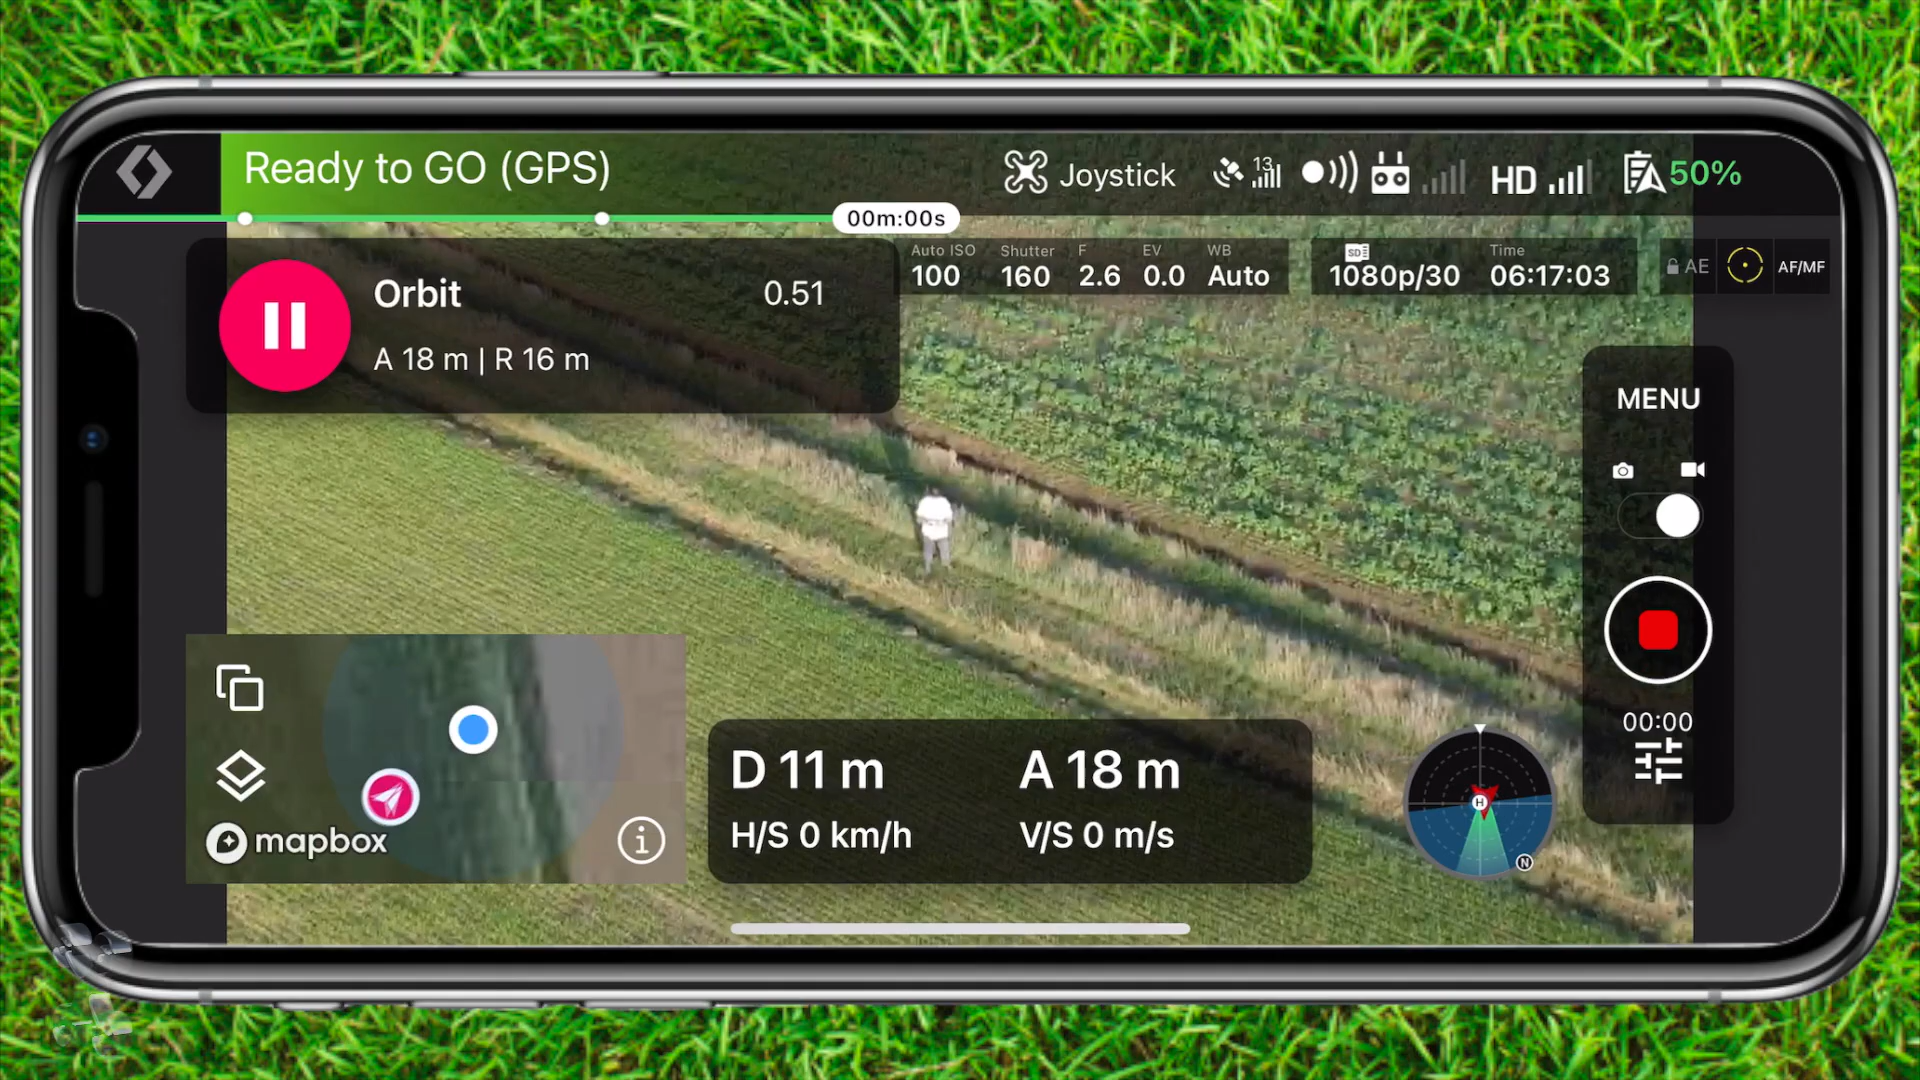 Ready to GO (GPS)
Joystick
13
HD
50%
00m:00s
Orbit
0.51
A 18 m | R 16 m
Auto ISO
100
Shutter
160
F
2.6
EV
0.0
WB
Auto
SD
1080p/30
Time
06:17:03
AE
AF/MF
MENU
00:00
mapbox
i
D 11 m
A 18 m
H/S 0 km/h
V/S 0 m/s
H
N